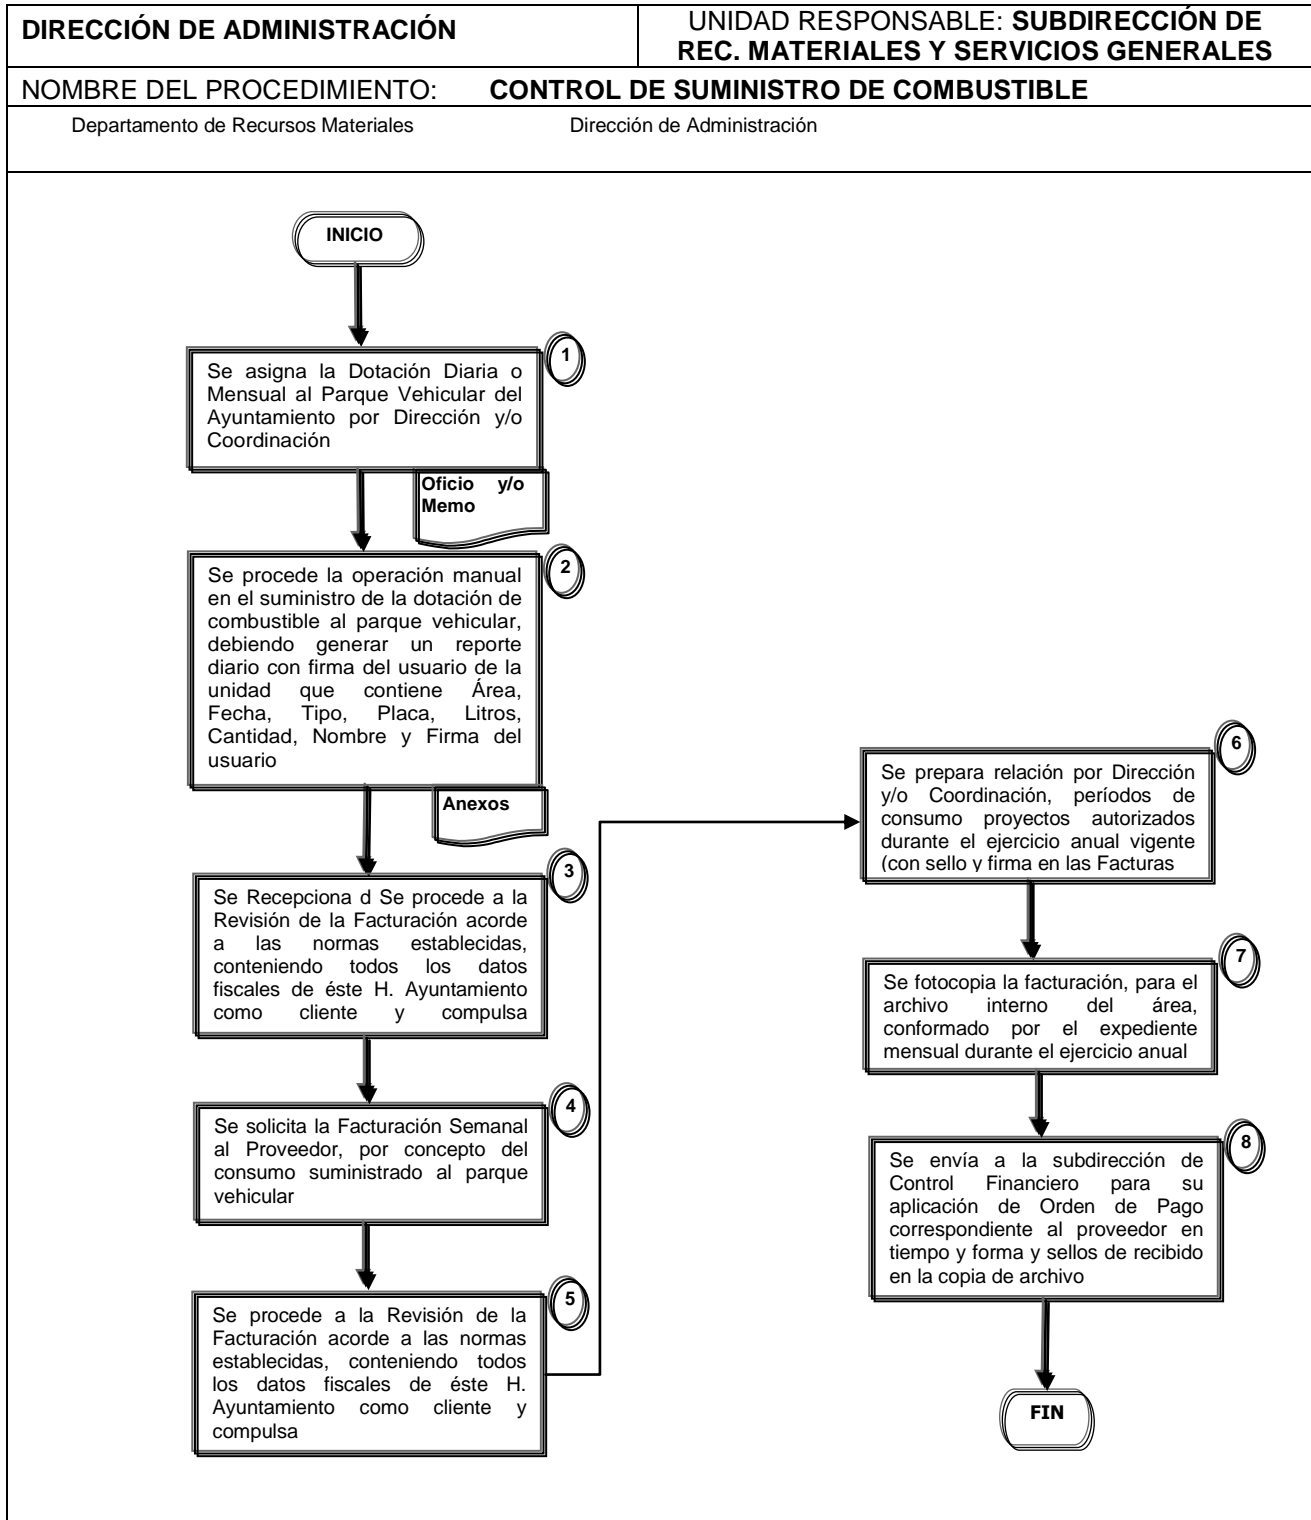 DIRECCIÓN DE ADMINISTRACIÓN
UNIDAD RESPONSABLE: SUBDIRECCIÓN DE
REC. MATERIALES Y SERVICIOS GENERALES
NOMBRE DEL PROCEDIMIENTO: CONTROL DE SUMINISTRO DE COMBUSTIBLE
Departamento de Recursos Materiales
Dirección de Administración
INICIO
1
Se asigna la Dotación Diaria o
Mensual al Parque Vehicular del
Ayuntamiento por Dirección y/o
Coordinación
Oficio y/o
Memo
2
Se procede la operación manual
en el suministro de la dotación de
combustible al parque vehicular,
debiendo generar un reporte
diario con firma del usuario de la
unidad que contiene Área,
Fecha, Tipo, Placa, Litros,
Cantidad, Nombre y Firma del
usuario
Anexos
3
Se Recepciona d Se procede a la
Revisión de la Facturación acorde
a las normas establecidas,
conteniendo todos los datos
fiscales de éste H. Ayuntamiento
como cliente y compulsa
4
Se solicita la Facturación Semanal
al Proveedor, por concepto del
consumo suministrado al parque
vehicular
5
Se procede a la Revisión de la
Facturación acorde a las normas
establecidas, conteniendo todos
los datos fiscales de éste H.
Ayuntamiento como cliente y
compulsa
6
Se prepara relación por Dirección
y/o Coordinación, períodos de
consumo proyectos autorizados
durante el ejercicio anual vigente
(con sello y firma en las Facturas
7
Se fotocopia la facturación, para el
archivo interno del área,
conformado por el expediente
mensual durante el ejercicio anual
8
Se envía a la subdirección de
Control Financiero para su
aplicación de Orden de Pago
correspondiente al proveedor en
tiempo y forma y sellos de recibido
en la copia de archivo
FIN